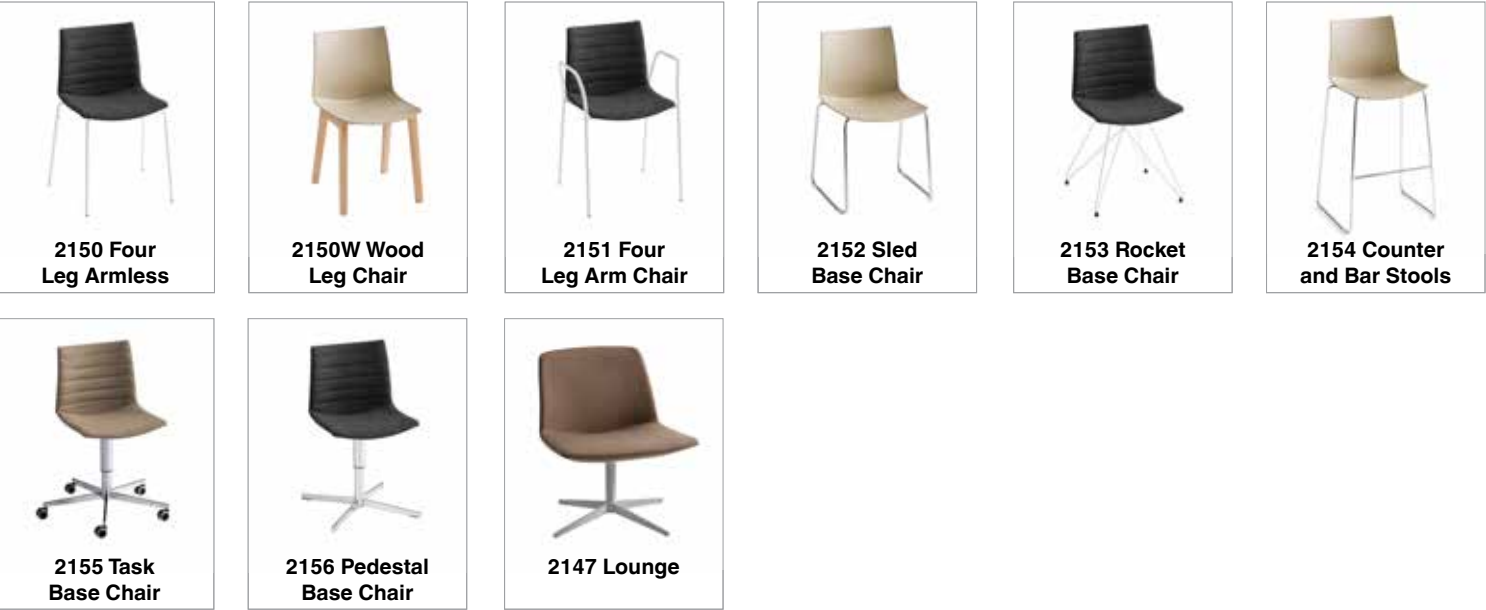 2150 Four
Leg Armless
2150W Wood
Leg Chair
2151 Four
Leg Arm Chair
2152 Sled
Base Chair
2153 Rocket
Base Chair
2154 Counter
and Bar Stools
2155 Task
Base Chair
2156 Pedestal
Base Chair
2147 Lounge